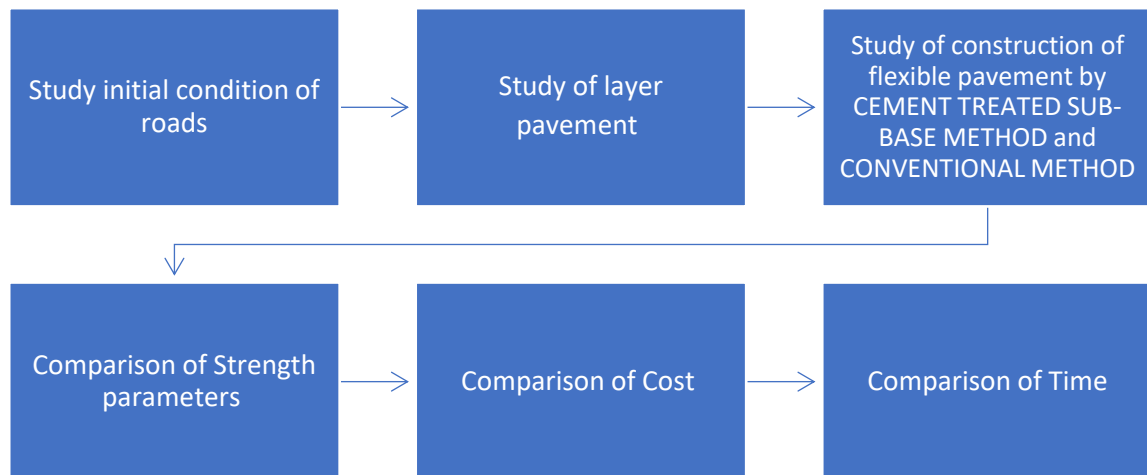 Study initial condition of
roads
Study of layer
pavement
Study of construction of
flexible pavement by
CEMENT TREATED SUB-
BASE METHOD and
CONVENTIONAL METHOD
Comparison of Strength
parameters
Comparison of Cost
Comparison of Time